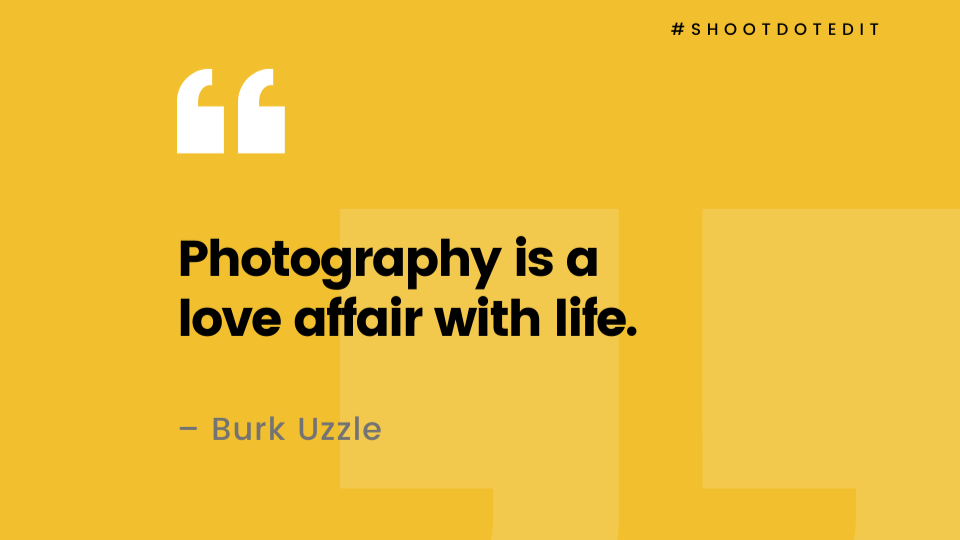 #SHOOTDOTEDIT
“
Photography is a
love affair with life.
– Burk Uzzle